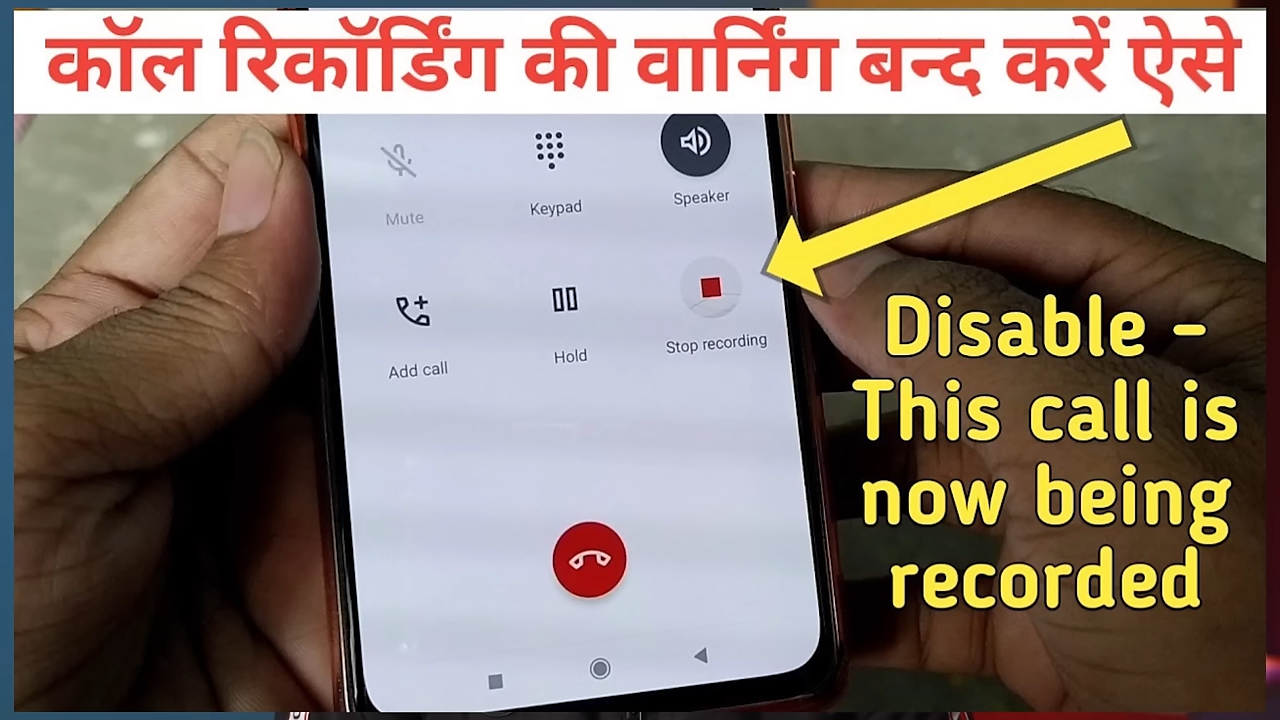 कॉल रिकॉर्डिंग की वार्निंग बन्द करें ऐसे
Mute
Keypad
Speaker
Add call
Hold
Stop recording
Disable -
This call is
now being
recorded